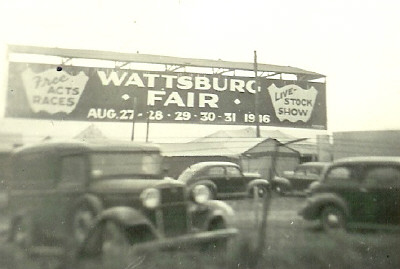 Free
ACTS
RACES
WATTSBURG
FAIR
AUG. 27 - 28 - 29 - 30 - 31 1946
LIVE-
STOCK
SHOW